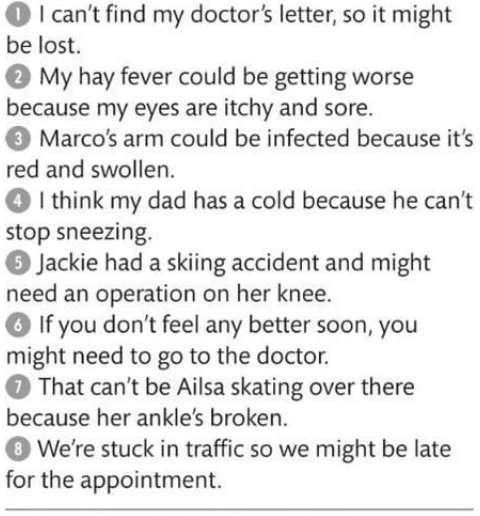 1 I can't find my doctor's letter, so it might
be lost.
2 My hay fever could be getting worse
because my eyes are itchy and sore.
3 Marco's arm could be infected because it's
red and swollen.
4 I think my dad has a cold because he can't
stop sneezing.
5 Jackie had a skiing accident and might
need an operation on her knee.
6 If you don't feel any better soon, you
might need to go to the doctor.
7 That can't be Ailsa skating over there
because her ankle's broken.
8 We're stuck in traffic so we might be late
for the appointment.